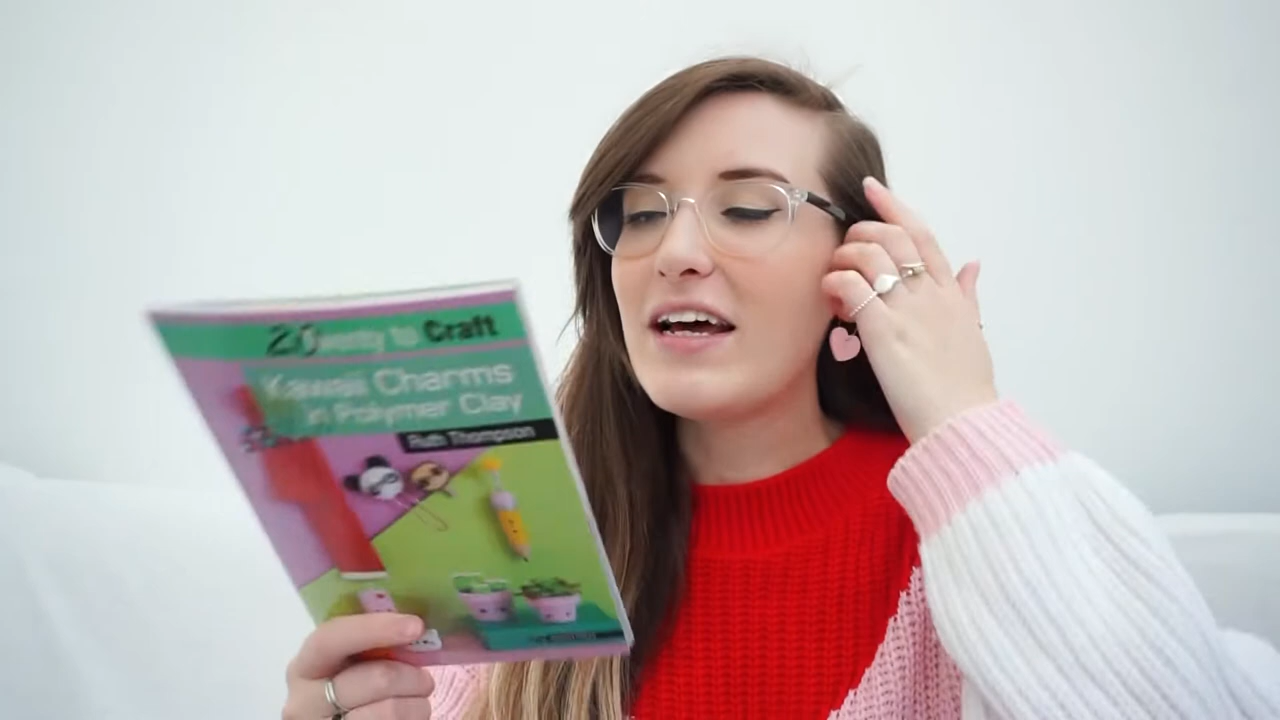 20 Twenty to Craft
Kawaii Charms
in Polymer Clay
Ruth Thompson